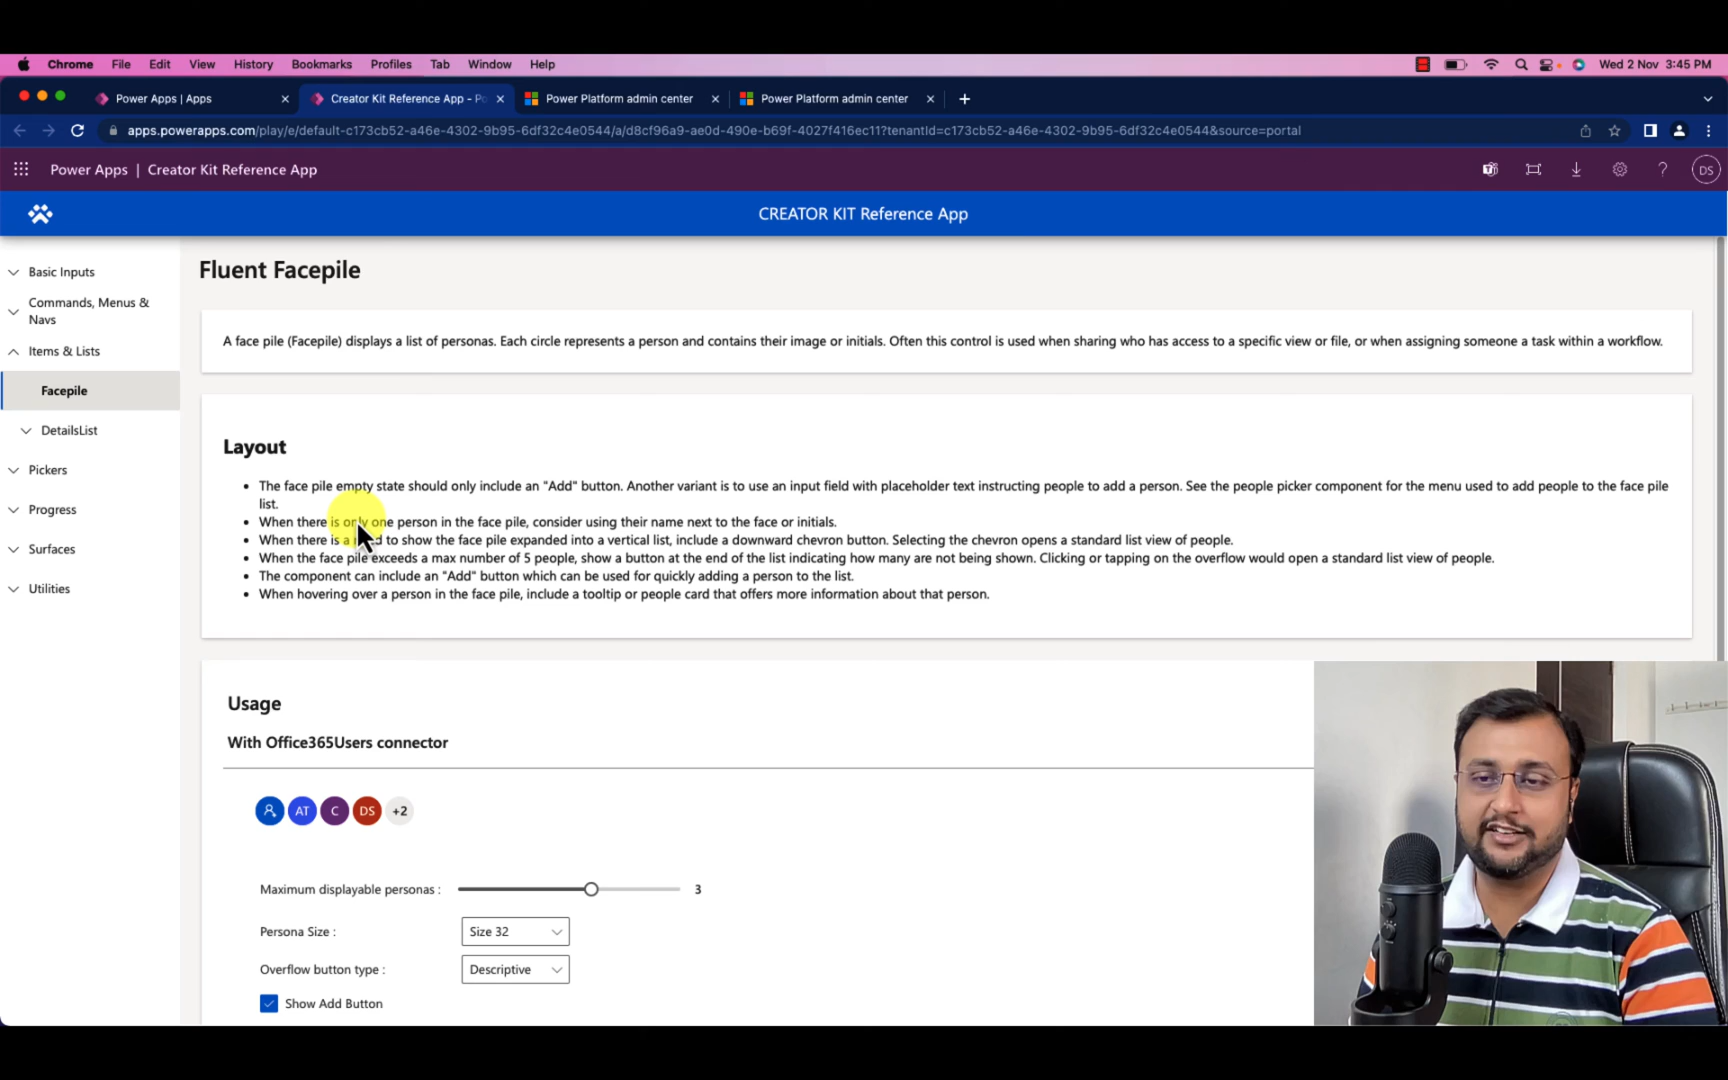 Chrome File Edit View History Bookmarks Profiles Tab Window Help Wed 2 Nov 3:45 PM
Power Apps | Apps Creator Kit Reference App - Po Power Platform admin center Power Platform admin center
apps.powerapps.com/play/e/default-c173cb52-a46e-4302-9b95-6df32c4e0544/a/d8cf96a9-ae0d-490e-b69f-4027f416ec11?tenantId=c173cb52-a46e-4302-9b95-6df32c4e0544&source=portal
Power Apps | Creator Kit Reference App ? DS
CREATOR KIT Reference App
Basic Inputs
Commands, Menus &
Navs
Items & Lists
Facepile
DetailsList
Pickers
Progress
Surfaces
Utilities
Fluent Facepile
A face pile (Facepile) displays a list of personas. Each circle represents a person and contains their image or initials. Often this control is used when sharing who has access to a specific view or file, or when assigning someone a task within a workflow.
Layout
• The face pile empty state should only include an "Add" button. Another variant is to use an input field with placeholder text instructing people to add a person. See the people picker component for the menu used to add people to the face pile
list.
• When there is only one person in the face pile, consider using their name next to the face or initials.
• When there is a need to show the face pile expanded into a vertical list, include a downward chevron button. Selecting the chevron opens a standard list view of people.
• When the face pile exceeds a max number of 5 people, show a button at the end of the list indicating how many are not being shown. Clicking or tapping on the overflow would open a standard list view of people.
• The component can include an "Add" button which can be used for quickly adding a person to the list.
• When hovering over a person in the face pile, include a tooltip or people card that offers more information about that person.
Usage
With Office365Users connector
AT C DS +2
Maximum displayable personas : 3
Persona Size : Size 32
Overflow button type : Descriptive
Show Add Button